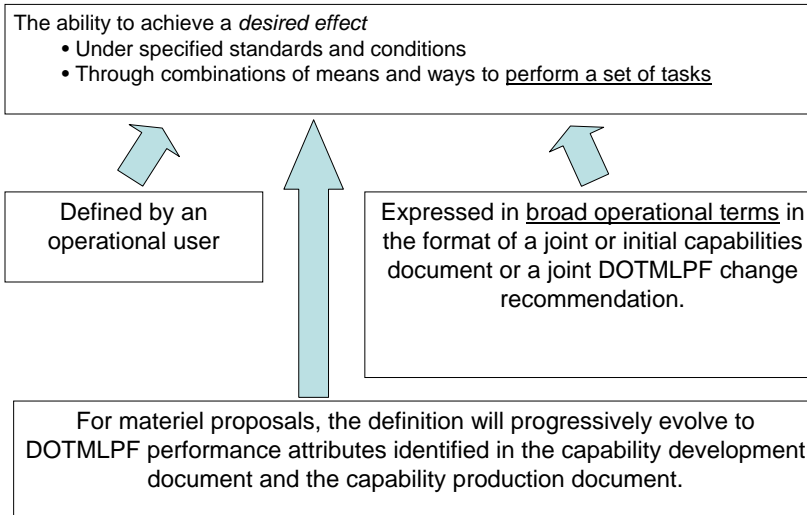 The ability to achieve a desired effect
• Under specified standards and conditions
• Through combinations of means and ways to perform a set of tasks
Defined by an
operational user
Expressed in broad operational terms in
the format of a joint or initial capabilities
document or a joint DOTMLPF change
recommendation.
For materiel proposals, the definition will progressively evolve to
DOTMLPF performance attributes identified in the capability development
document and the capability production document.